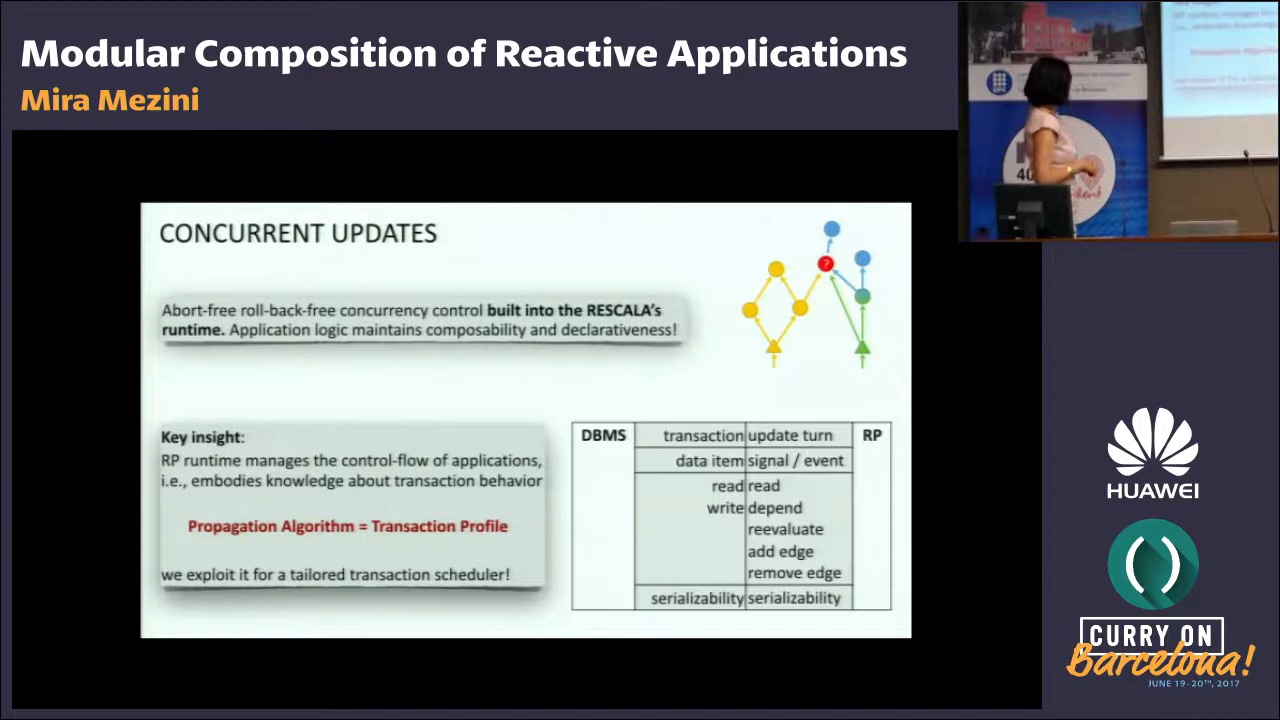 Modular Composition of Reactive Applications
Mira Mezini
CONCURRENT UPDATES
?
Abort-free roll-back-free concurrency control built into the RESCALA's
runtime. Application logic maintains composability and declarativeness!
Key insight:
RP runtime manages the control-flow of applications,
i.e., embodies knowledge about transaction behavior
Propagation Algorithm = Transaction Profile
we exploit it for a tailored transaction scheduler!
DBMS transaction update turn RP
data item signal / event
read read
write depend
reevaluate
add edge
remove edge
serializability serializability
UPC
40
HUAWEI
CURRY ON
Barcelona!
JUNE 19-20TH, 2017